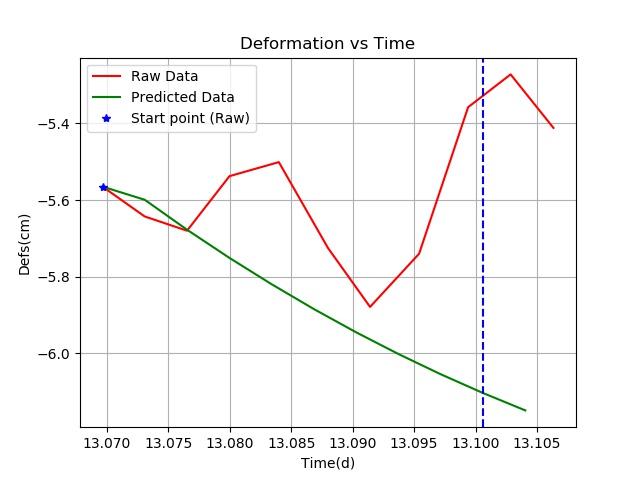 Deformation vs Time
Raw Data
Predicted Data
Start point (Raw)
Defs(cm)
−5.4
−5.6
−5.8
−6.0
13.070 13.075 13.080 13.085 13.090 13.095 13.100 13.105
Time(d)